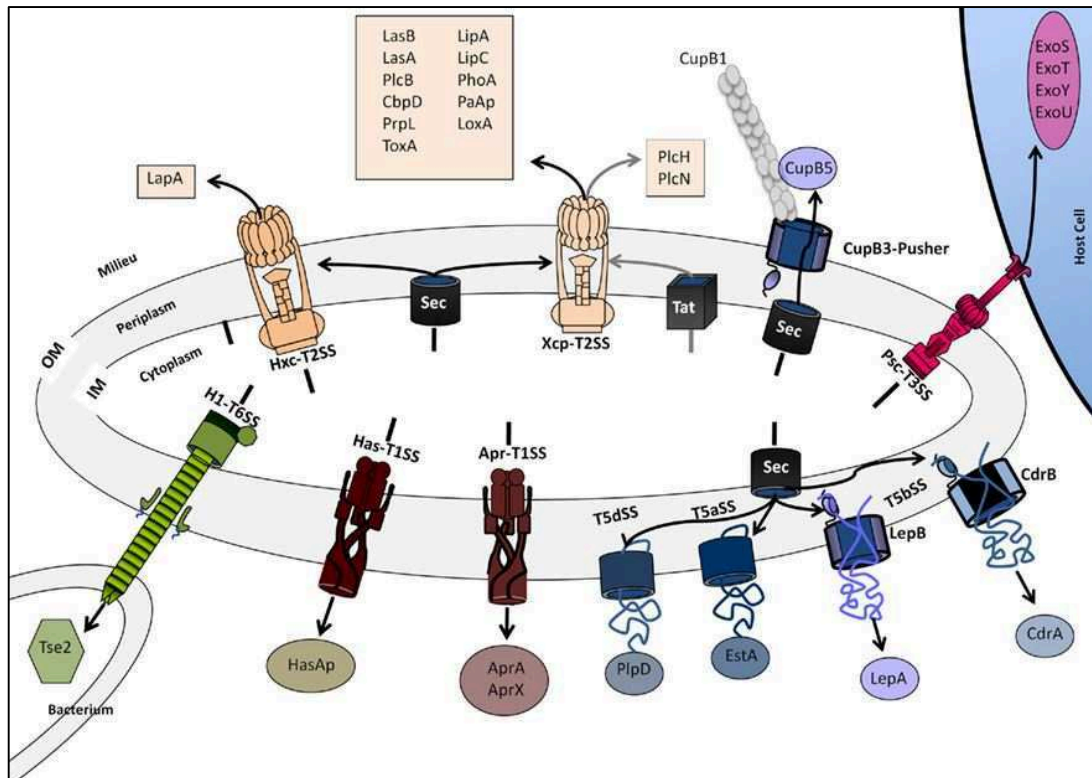 LasB LipA
LasA LipC
PlcB PhoA
CbpD PaAp
PrpL LoxA
ToxA
CupB1
ExoS
ExoT
ExoY
ExoU
LapA
PlcH
PlcN
CupB5
CupB3-Pusher
Host Cell
Milieu
Periplasm
Cytoplasm
OM
IM
Sec
Tat
Sec
Hxc-T2SS
Xcp-T2SS
Psc-T3SS
H1-T6SS
Has-T1SS
Apr-T1SS
Sec
T5dSS
T5aSS
T5bSS
CdrB
LepB
Tse2
HasAp
AprA
AprX
PlpD
EstA
LepA
CdrA
Bacterium